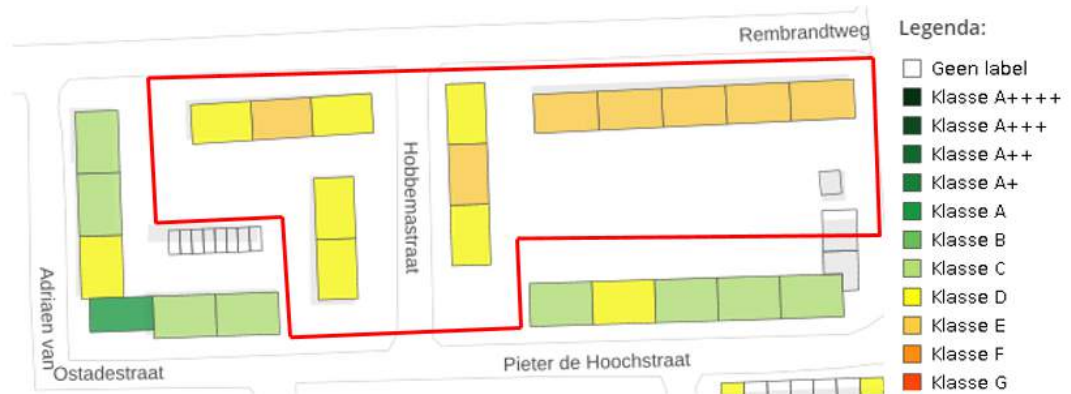 Rembrandtweg
Hobbemastraat
Adriaen van
Ostadestraat
Pieter de Hoochstraat
Legenda:
Geen label
Klasse A++++
Klasse A+++
Klasse A++
Klasse A+
Klasse A
Klasse B
Klasse C
Klasse D
Klasse E
Klasse F
Klasse G